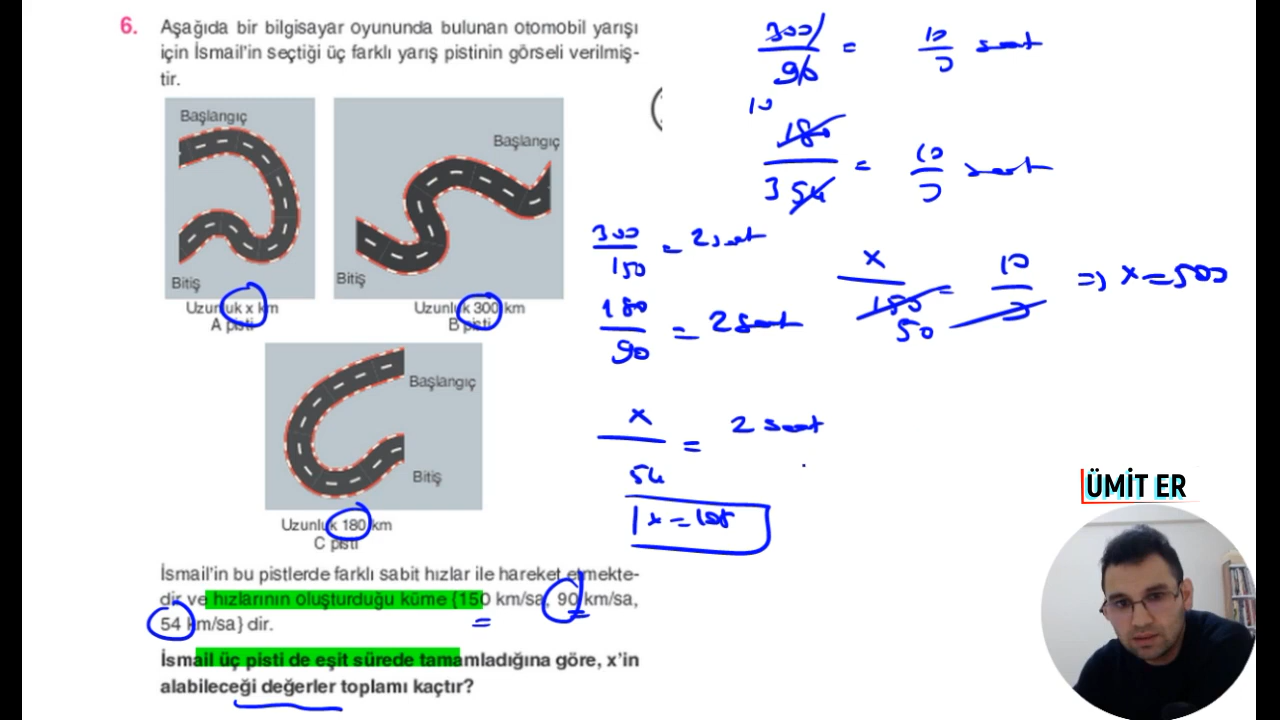 6. Aşağıda bir bilgisayar oyununda bulunan otomobil yarışı
için İsmail'in seçtiği üç farklı yarış pistinin görseli verilmiş-
tir.
Başlangıç
Bitiş
Uzunluk x km
A pisti
Başlangıç
Bitiş
Uzunluk 300 km
B pisti
Başlangıç
Bitiş
Uzunluk 180 km
C pisti
İsmail'in bu pistlerde farklı sabit hızlar ile hareket etmekte-
dir ve hızlarının oluşturduğu küme {150 km/sa, 90 km/sa,
54 km/sa} dir.
İsmail üç pisti de eşit sürede tamamladığına göre, x'in
alabileceği değerler toplamı kaçtır?
300/90 = 10/3 saat
10
180/54 = 10/3 saat
3
300/150 = 2 saat
180/90 = 2 saat
x/150 = 10/3 => x = 500
50
x/54 = 2 saat
x = 108
ÜMİT ER